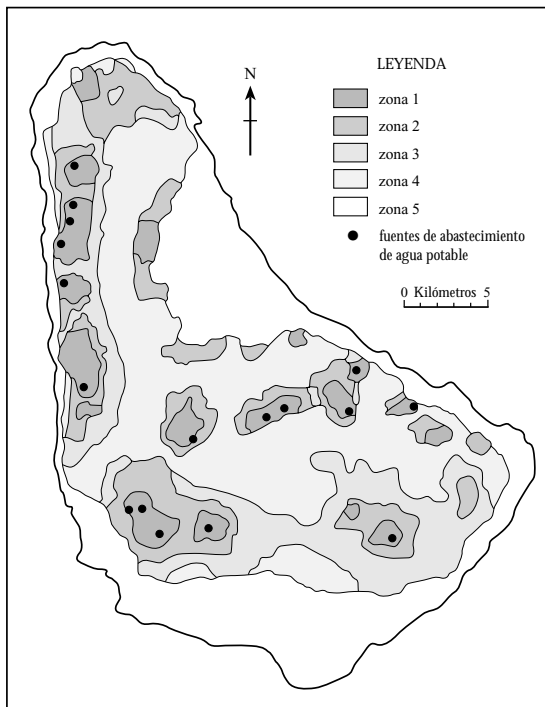 LEYENDA
N
zona 1
zona 2
zona 3
zona 4
zona 5
fuentes de abastecimiento
de agua potable
0 Kilómetros 5